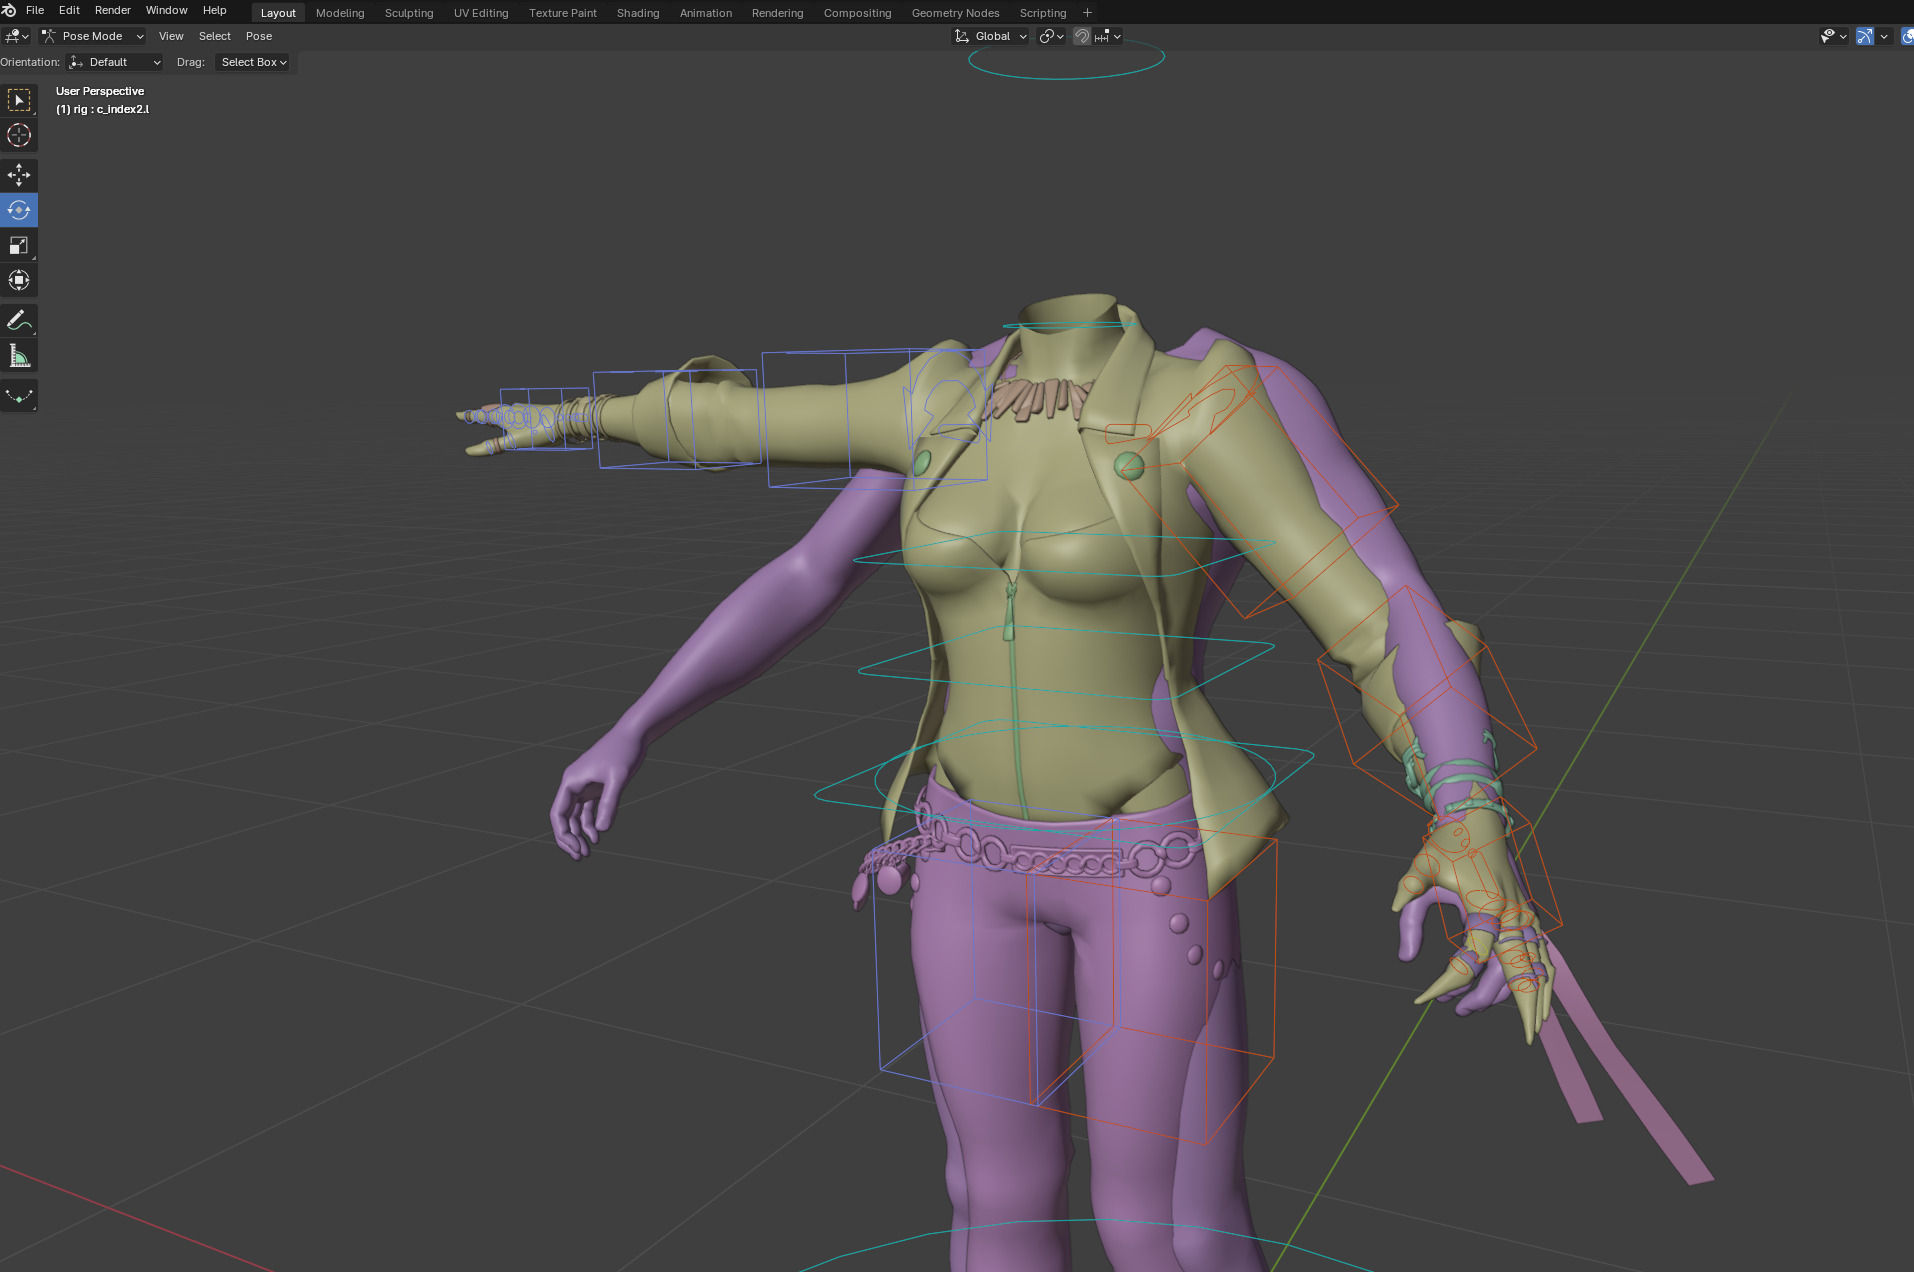 File Edit Render Window Help Layout Modeling Sculpting UV Editing Texture Paint Shading Animation Rendering Compositing Geometry Nodes Scripting +
Pose Mode View Select Pose Global
Orientation: Default Drag: Select Box
User Perspective
(1) rig : c_index2.l